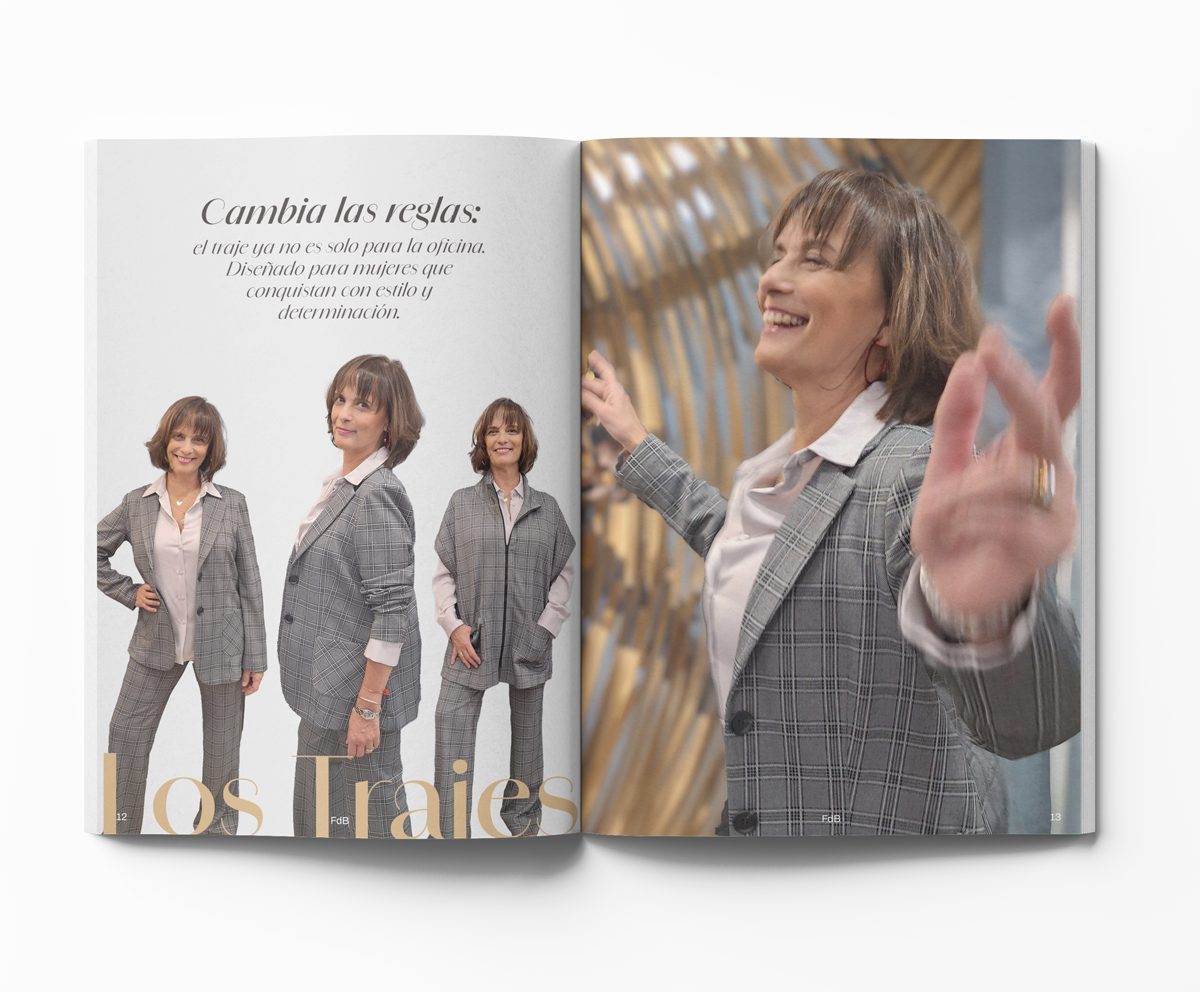 Cambia las reglas:
el traje ya no es solo para la oficina.
Diseñado para mujeres que
conquistan con estilo y
determinación.
Los Trajes
12
FdB
FdB
13